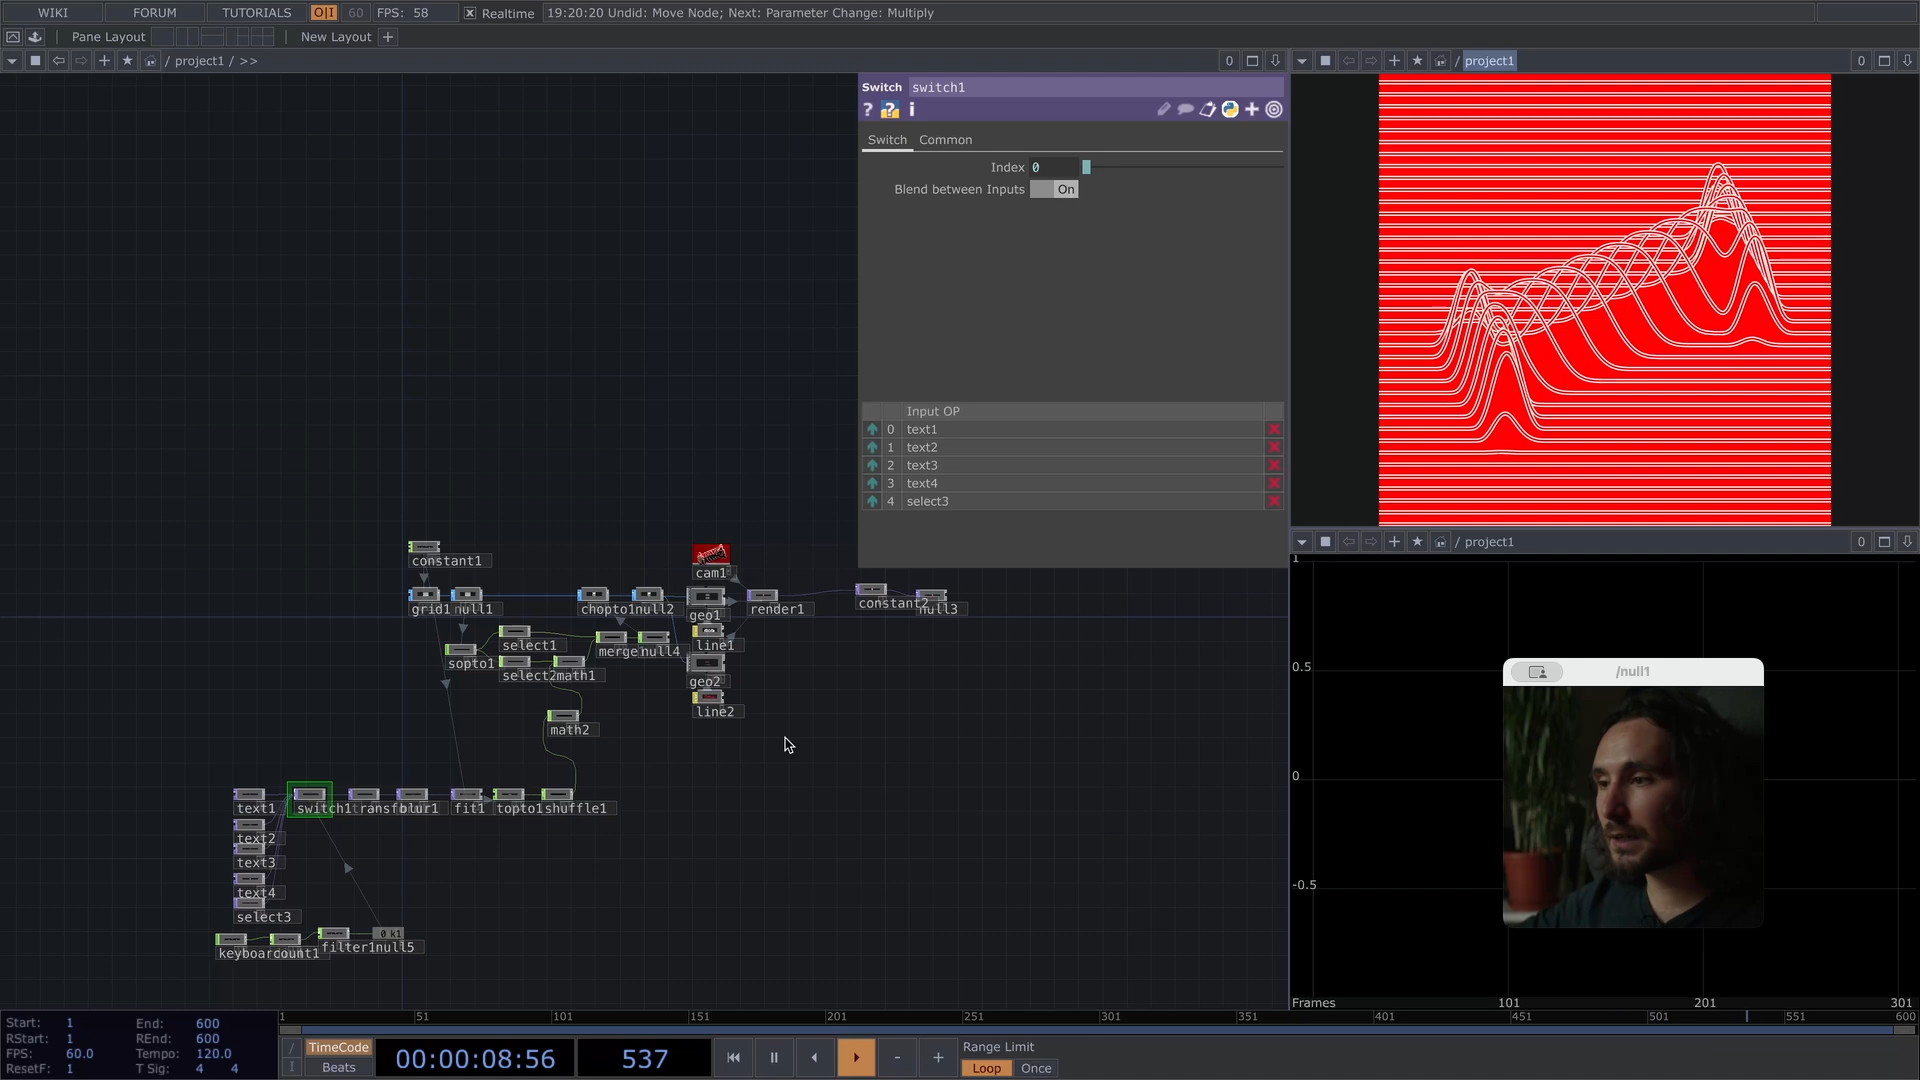 WIKI FORUM TUTORIALS O|I 60 FPS: 58 Realtime 19:20:20 Undid: Move Node; Next: Parameter Change: Multiply
Pane Layout New Layout +
/ project1 / >> 0
/ project1 0
Switch switch1
? ? i
Switch Common
Index 0
Blend between Inputs On
Input OP
0 text1
1 text2
2 text3
3 text4
4 select3
constant1
cam1
grid1 null1 chopto1 null2 geo1 render1 constant2 null3
select1 merge null4 line1
sopto1
select2 math1 geo2
line2
math2
text1 switch1 transf blur1 fit1 topto1 shuffle1
text2
text3
text4
select3
0 k1
keyboar count1 filter1 null5
/ project1 0
1
0.5
0
-0.5
/null1
Frames 101 201 301
1 51 101 151 201 251 301 351 401 451 501 551 600
Start: 1 End: 600
RStart: 1 REnd: 600
FPS: 60.0 Tempo: 120.0
ResetF: 1 T Sig: 4 4
TimeCode
Beats
00:00:08:56 537
- +
Range Limit
Loop Once